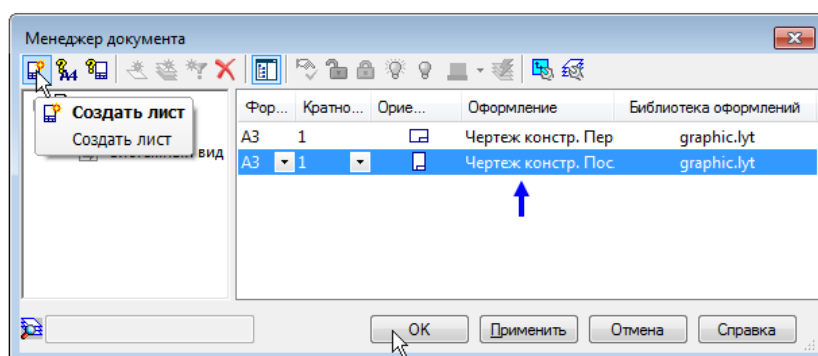 Менеджер документа
Создать лист
Создать лист
вид
Фор... Кратно... Орие... Оформление Библиотека оформлений
А3 1 Чертеж констр. Пер graphic.lyt
А3 1 Чертеж констр. Пос graphic.lyt
ОК Применить Отмена Справка